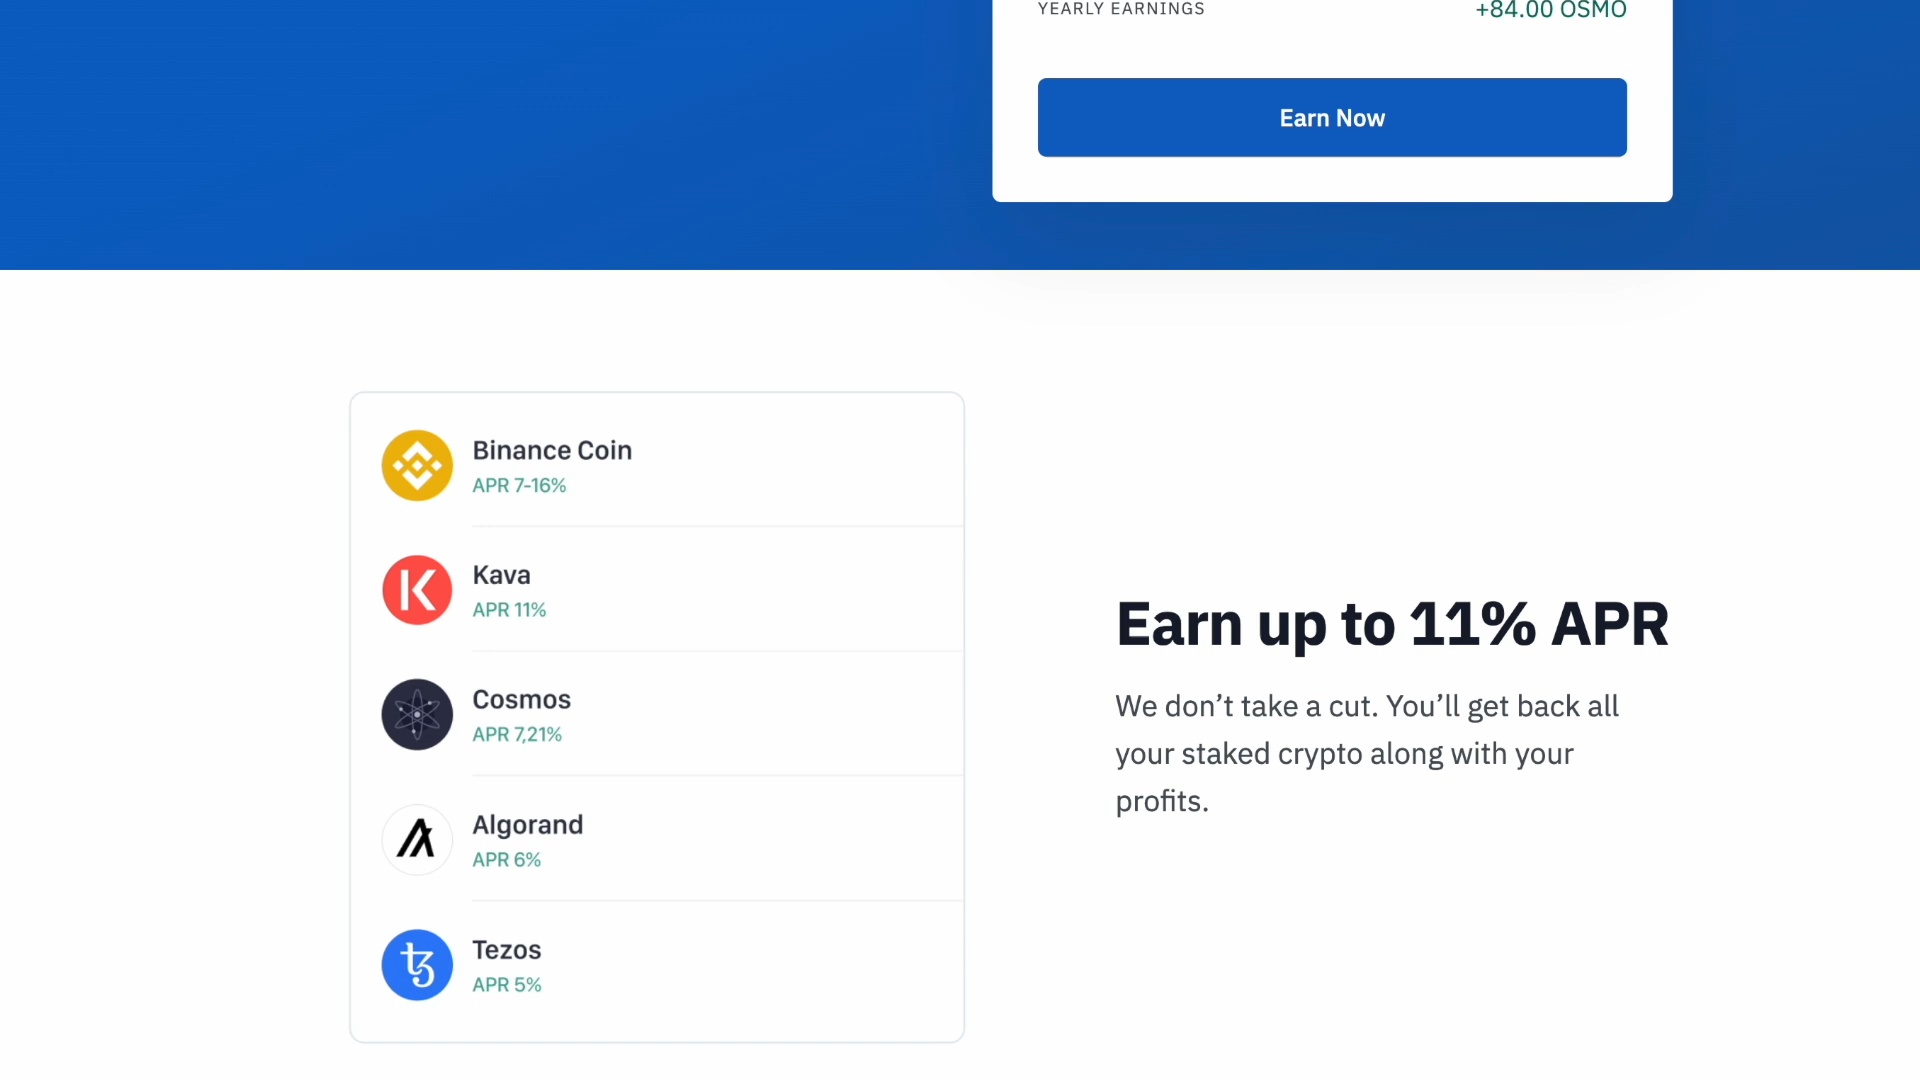 YEARLY EARNINGS
+84.00 OSMO
Earn Now
Binance Coin
APR 7-16%
Kava
APR 11%
Cosmos
APR 7,21%
Algorand
APR 6%
Tezos
APR 5%
Earn up to 11% APR
We don’t take a cut. You’ll get back all
your staked crypto along with your
profits.